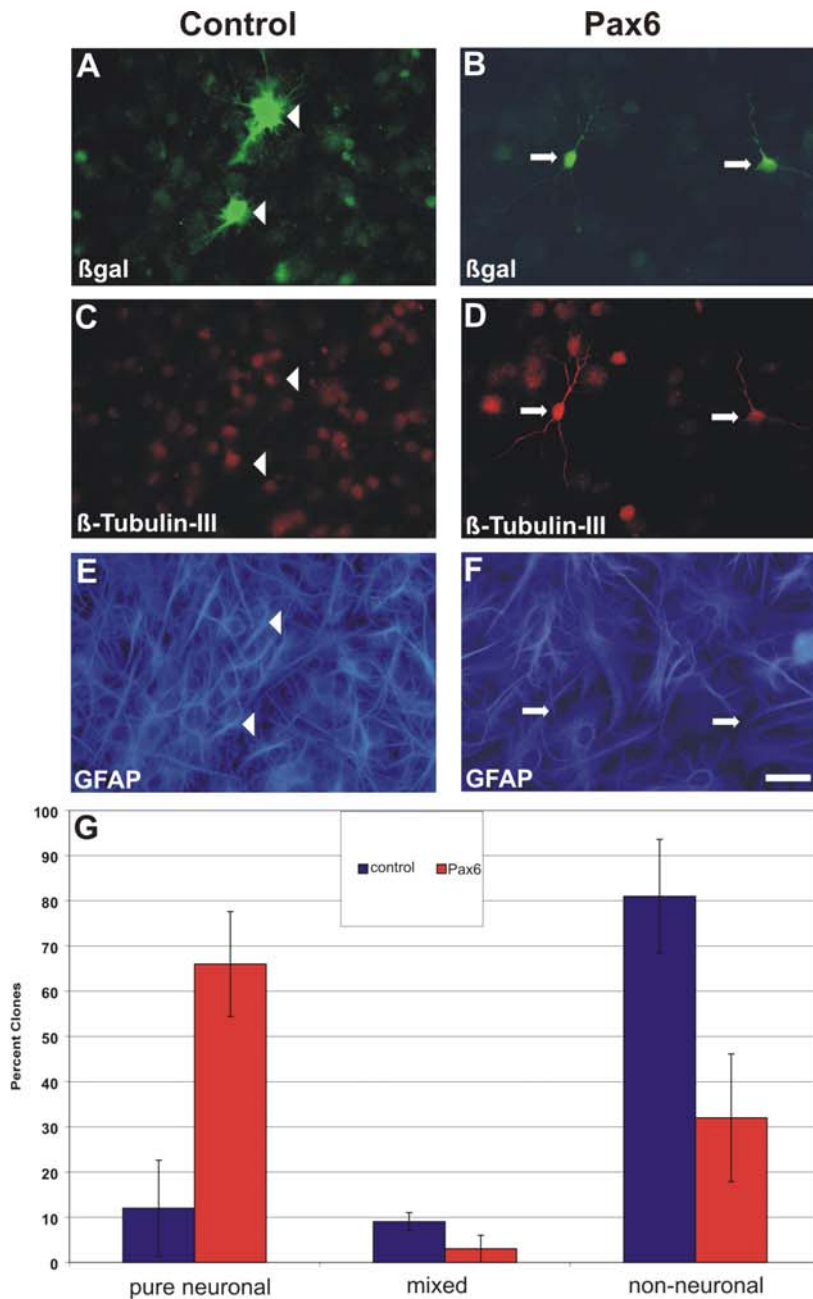 Control Pax6
A B
ßgal ßgal
C D
ß-Tubulin-III ß-Tubulin-III
E F
GFAP GFAP
G
control Pax6
Percent Clones
100
90
80
70
60
50
40
30
20
10
0
pure neuronal mixed non-neuronal